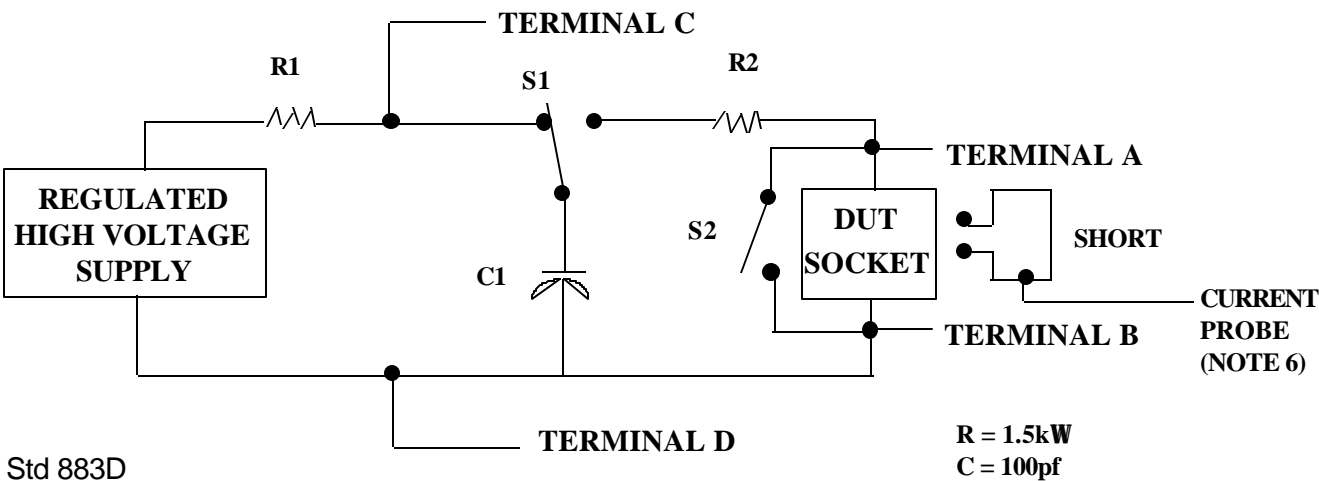 TERMINAL C
R1
S1
R2
TERMINAL A
REGULATED
HIGH VOLTAGE
SUPPLY
DUT
SOCKET
S2
SHORT
C1
CURRENT
PROBE
(NOTE 6)
TERMINAL B
TERMINAL D
R = 1.5kW
C = 100pf
Std 883D